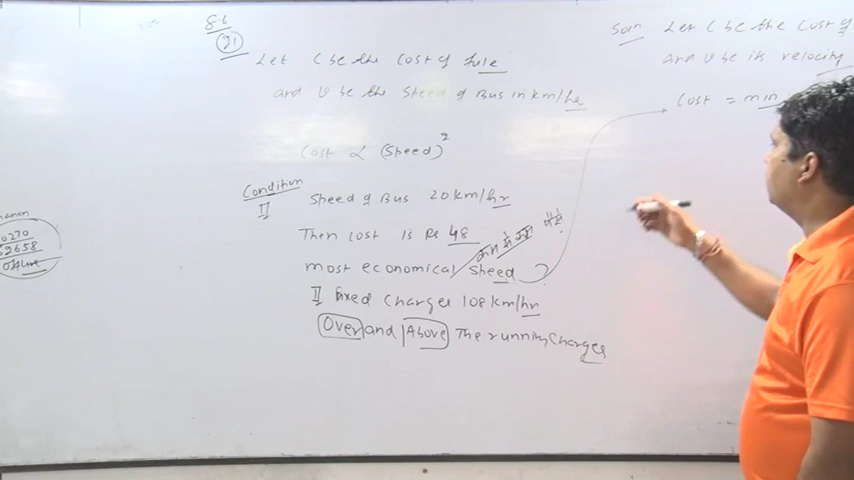 8.6
91
Let C be the cost of fule
and V be the Speed of Bus in km/hr
Cost ∝ (Speed)²
Condition
I Speed of Bus 20 km/hr
Then cost is Rs 48
most economical speed
II fixed charges 108 km/hr
Over and Above The running Charges
Soln Let C be the Cost of
and V be its velocity
Cost = min